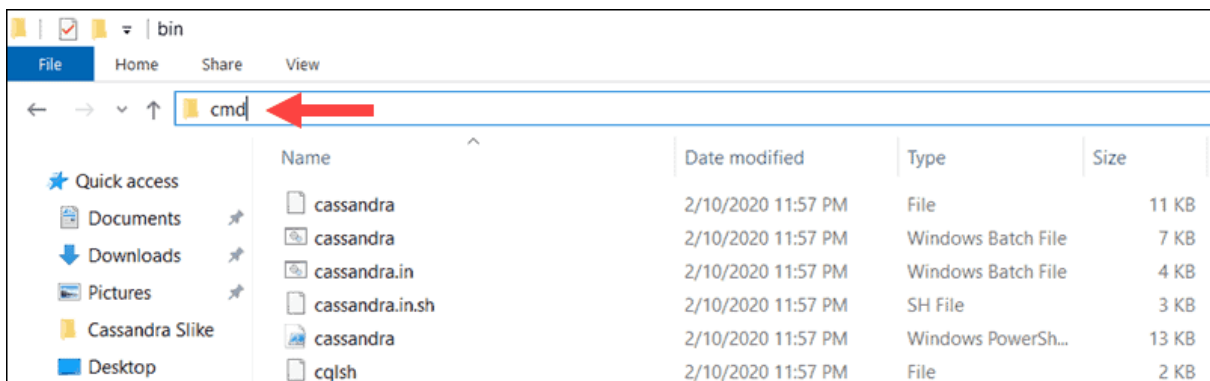 bin
File Home Share View
cmd
Name Date modified Type Size
Quick access
cassandra 2/10/2020 11:57 PM File 11 KB
Documents
cassandra 2/10/2020 11:57 PM Windows Batch File 7 KB
Downloads
cassandra.in 2/10/2020 11:57 PM Windows Batch File 4 KB
Pictures
cassandra.in.sh 2/10/2020 11:57 PM SH File 3 KB
Cassandra Slike
cassandra 2/10/2020 11:57 PM Windows PowerSh... 13 KB
Desktop
cqlsh 2/10/2020 11:57 PM File 2 KB